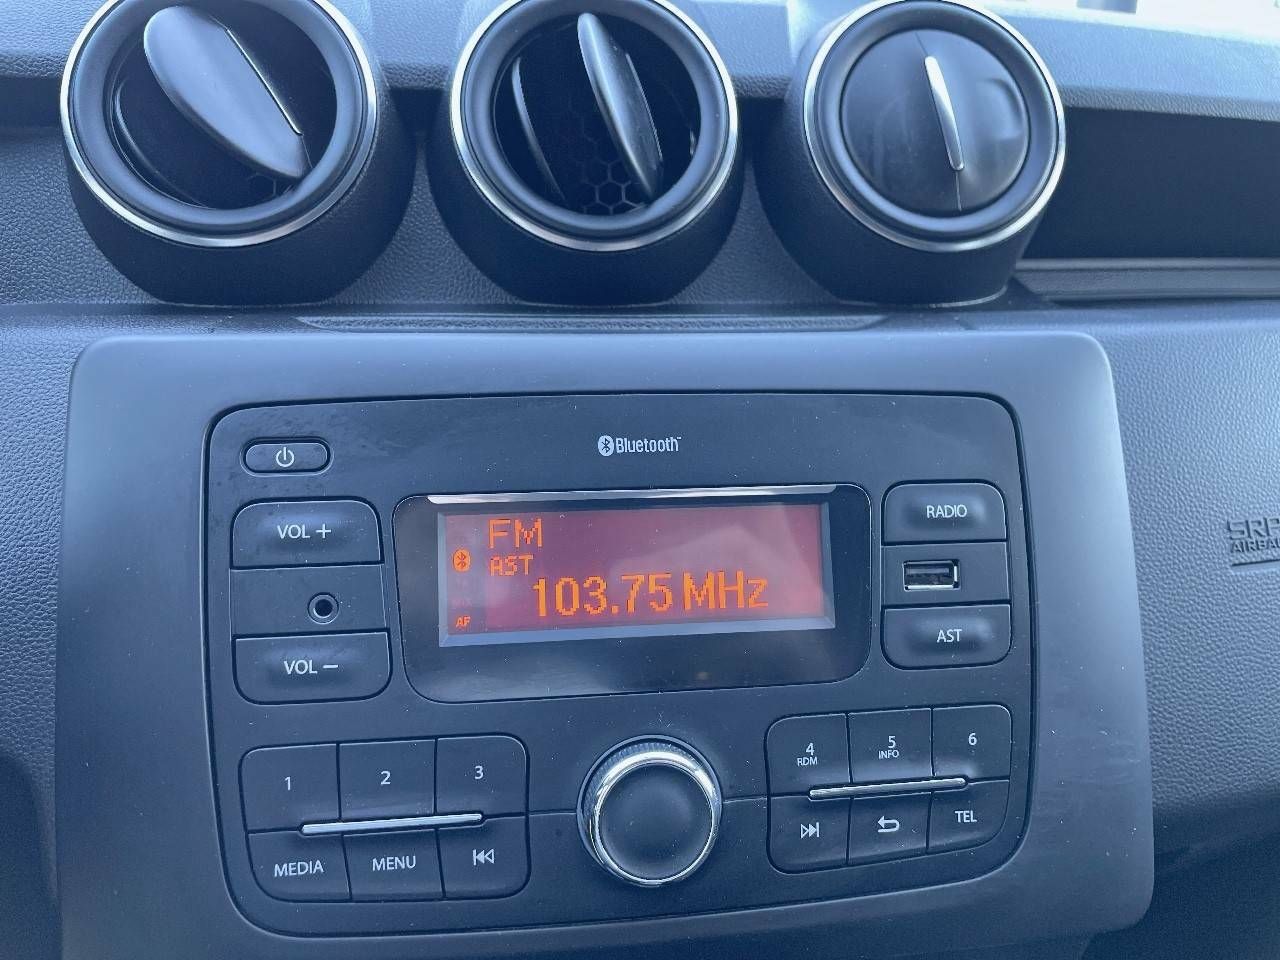 Bluetooth
VOL +
FM
AST
103.75 MHz
AF
RADIO
VOL −
AST
1
2
3
4
RDM
5
INFO
6
MEDIA
MENU
TEL
AIRBAG